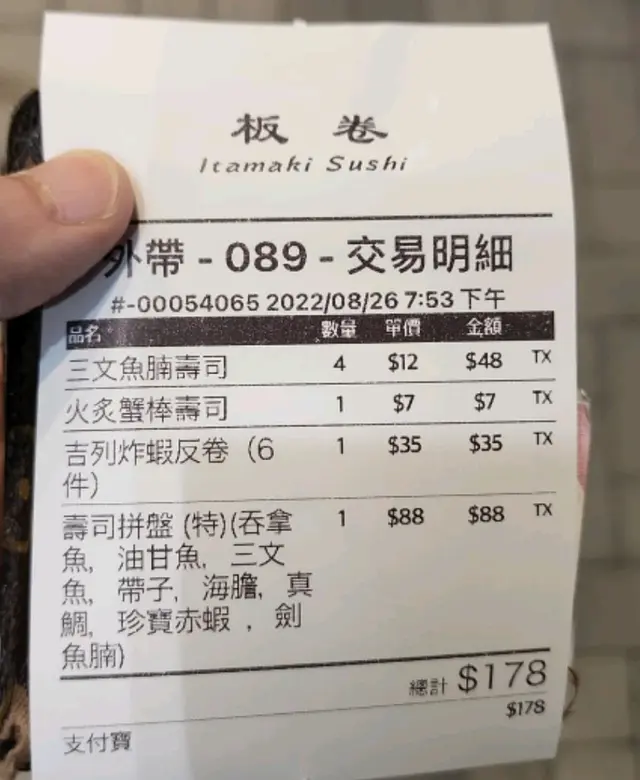 板 卷
Itamaki Sushi
外帶 - 089 - 交易明細
#-00054065 2022/08/26 7:53 下午
品名 數量 單價 金額
三文魚腩壽司 4 $12 $48 TX
火炙蟹棒壽司 1 $7 $7 TX
吉列炸蝦反卷（6 1 $35 $35 TX
件）
壽司拼盤 (特)(吞拿 1 $88 $88 TX
魚, 油甘魚, 三文
魚, 帶子, 海膽, 真
鯛, 珍寶赤蝦 , 劍
魚腩)
總計 $178
$178
支付寶